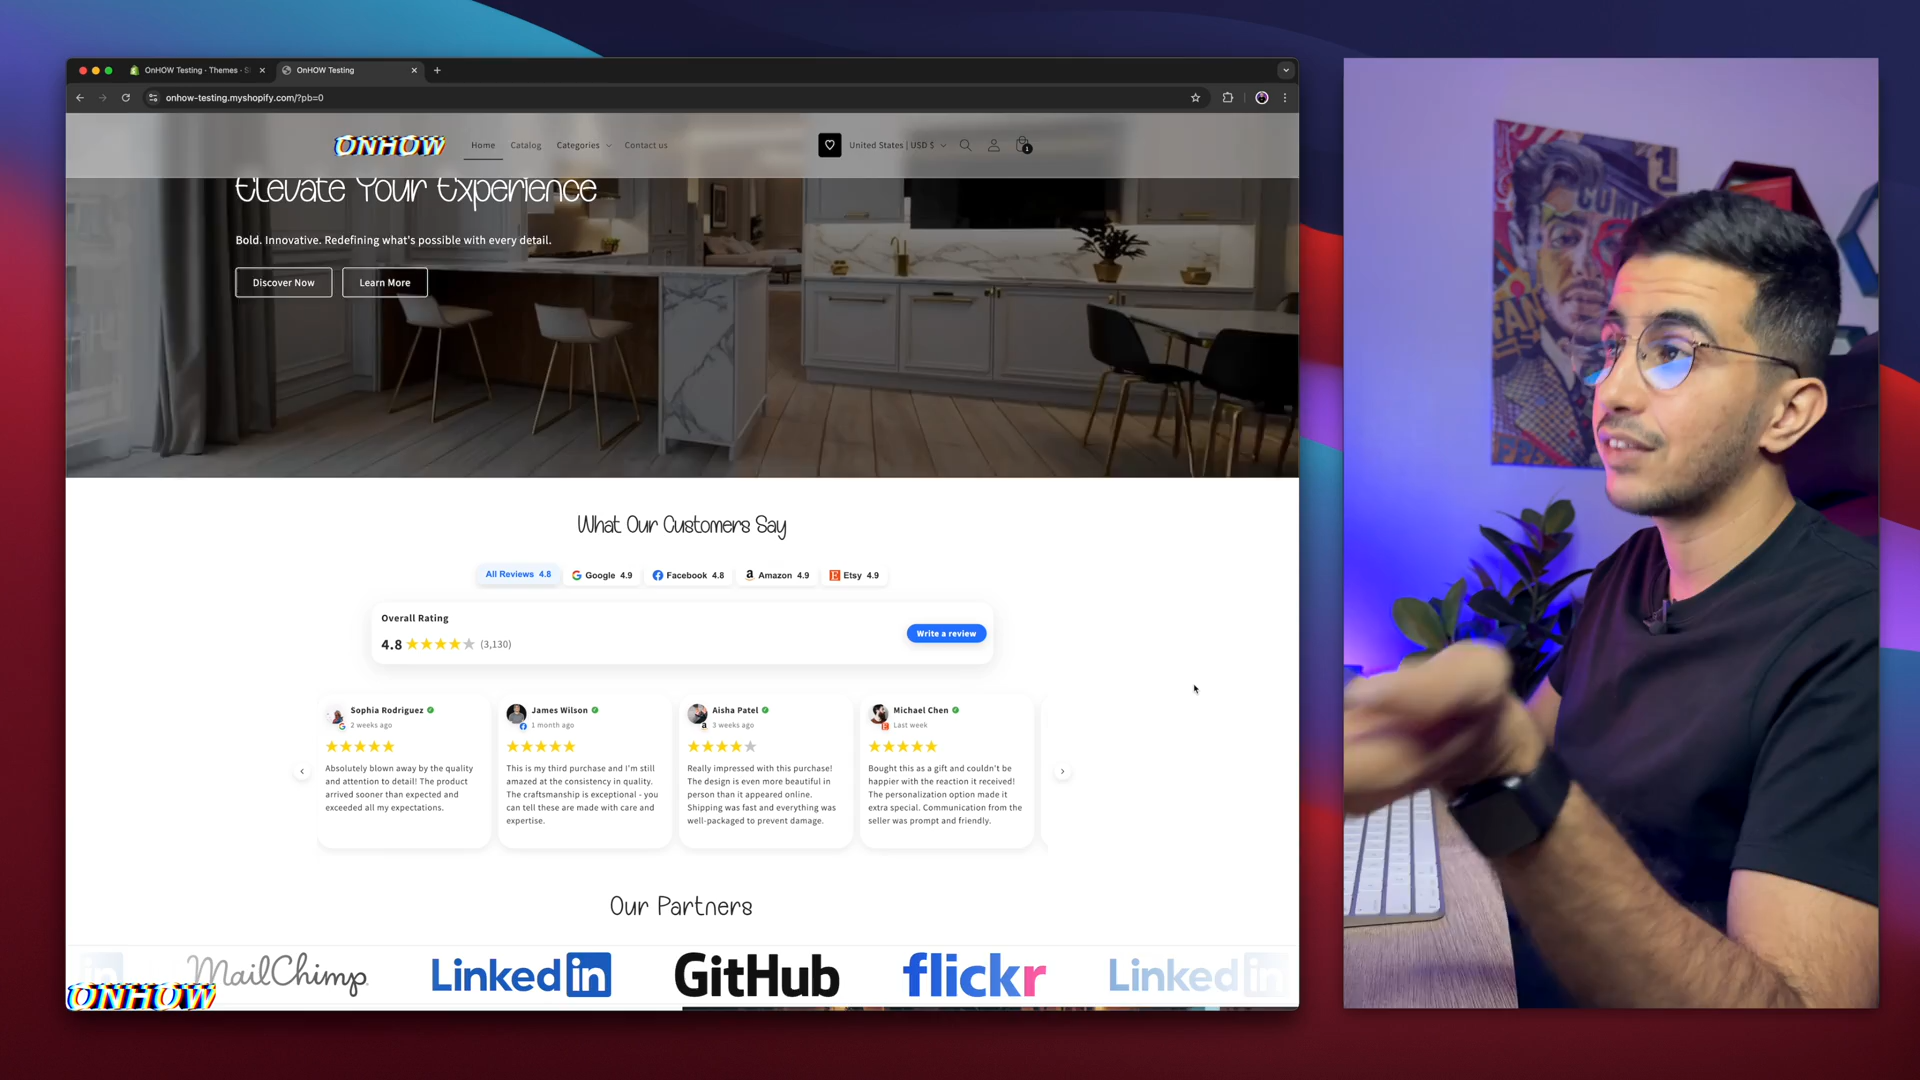 OnHOW Testing · Themes · S
OnHOW Testing
onhow-testing.myshopify.com/?pb=0
ONHOW
Home
Catalog
Categories
Contact us
United States | USD $
1
Elevate Your Experience
Bold. Innovative. Redefining what's possible with every detail.
Discover Now
Learn More
What Our Customers Say
All Reviews 4.8
Google 4.9
Facebook 4.8
Amazon 4.9
Etsy 4.9
Overall Rating
4.8 ★★★★★ (3,130)
Write a review
Sophia Rodriguez
2 weeks ago
Absolutely blown away by the quality
and attention to detail! The product
arrived sooner than expected and
exceeded all my expectations.
James Wilson
1 month ago
This is my third purchase and I'm still
amazed at the consistency in quality.
The craftsmanship is exceptional - you
can tell these are made with care and
expertise.
Aisha Patel
3 weeks ago
Really impressed with this purchase!
The design is even more beautiful in
person than it appeared online.
Shipping was fast and everything was
well-packaged to prevent damage.
Michael Chen
Last week
Bought this as a gift and couldn't be
happier with the reaction it received!
The personalization option made it
extra special. Communication from the
seller was prompt and friendly.
Our Partners
in
MailChimp
Linked in
GitHub
flickr
Linked in
ONHOW